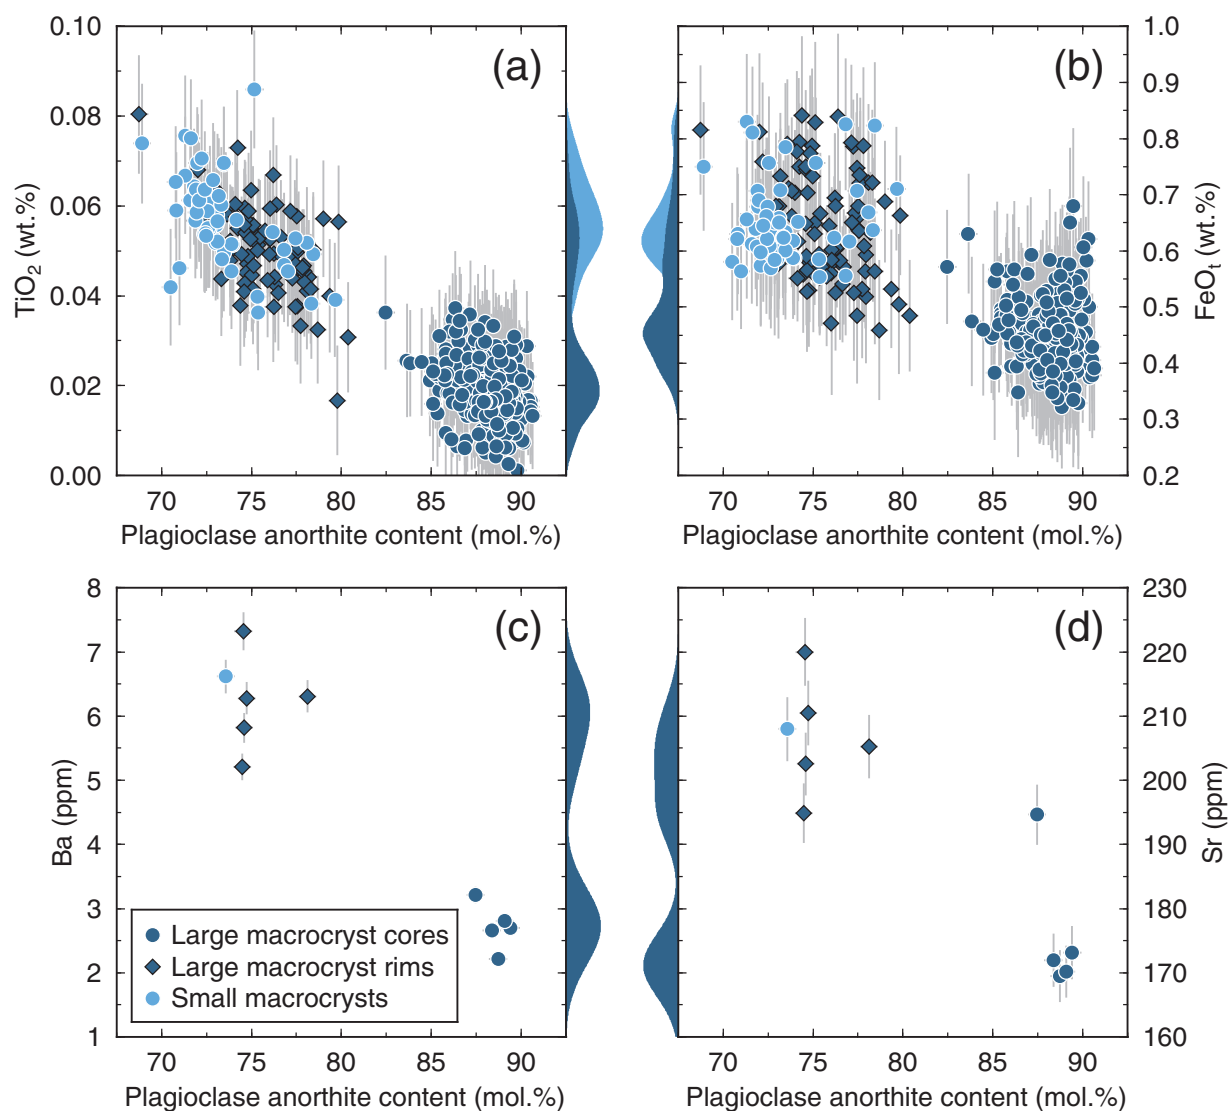 0.10
0.08
0.06
0.04
0.02
0.00
TiO₂ (wt.%)
(a)
70 75 80 85 90
Plagioclase anorthite content (mol.%)
(b)
1.0
0.9
0.8
0.7
0.6
0.5
0.4
0.3
0.2
FeOₜ (wt.%)
70 75 80 85 90
Plagioclase anorthite content (mol.%)
8
7
6
5
4
3
2
1
Ba (ppm)
(c)
Large macrocryst cores
Large macrocryst rims
Small macrocrysts
70 75 80 85 90
Plagioclase anorthite content (mol.%)
(d)
230
220
210
200
190
180
170
160
Sr (ppm)
70 75 80 85 90
Plagioclase anorthite content (mol.%)